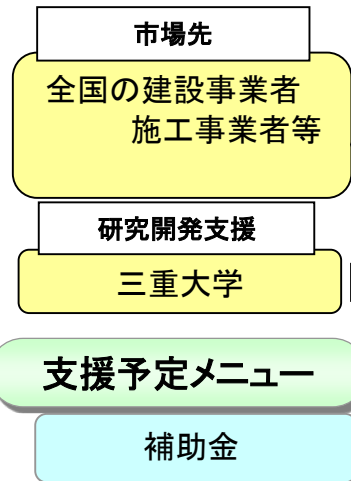 市場先
全国の建設事業者
施工事業者等
研究開発支援
三重大学
支援予定メニュー
補助金